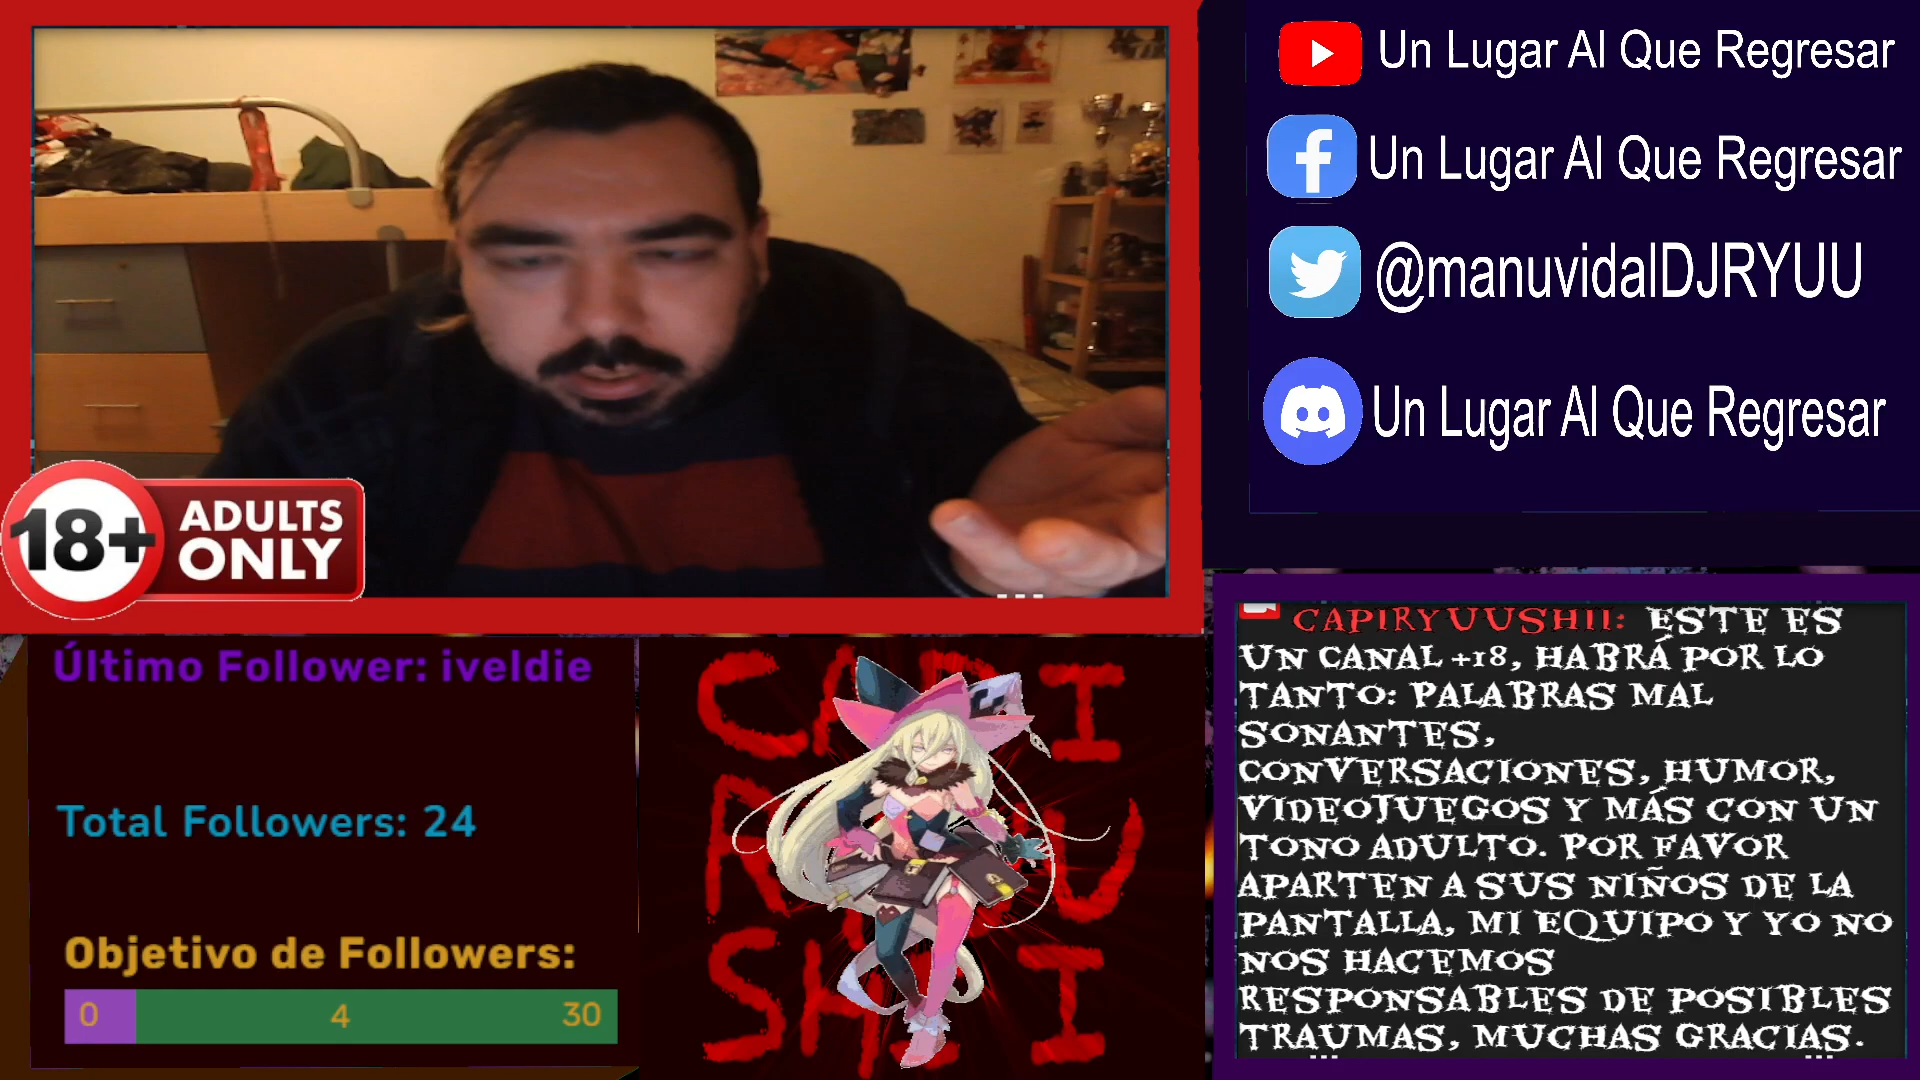 Un Lugar Al Que Regresar
Un Lugar Al Que Regresar
@manuvidalDJRYUU
Un Lugar Al Que Regresar
18+ ADULTS
ONLY
Último Follower: iveldie
Total Followers: 24
Objetivo de Followers:
0 4 30
CAPI
RYUU
SHII
CAPIRYUUSHII: ESTE ES
UN CANAL +18, HABRÁ POR LO
TANTO: PALABRAS MAL
SONANTES,
CONVERSACIONES, HUMOR,
VIDEOJUEGOS Y MÁS CON UN
TONO ADULTO. POR FAVOR
APARTEN A SUS NIÑOS DE LA
PANTALLA, MI EQUIPO Y YO NO
NOS HACEMOS
RESPONSABLES DE POSIBLES
TRAUMAS, MUCHAS GRACIAS.